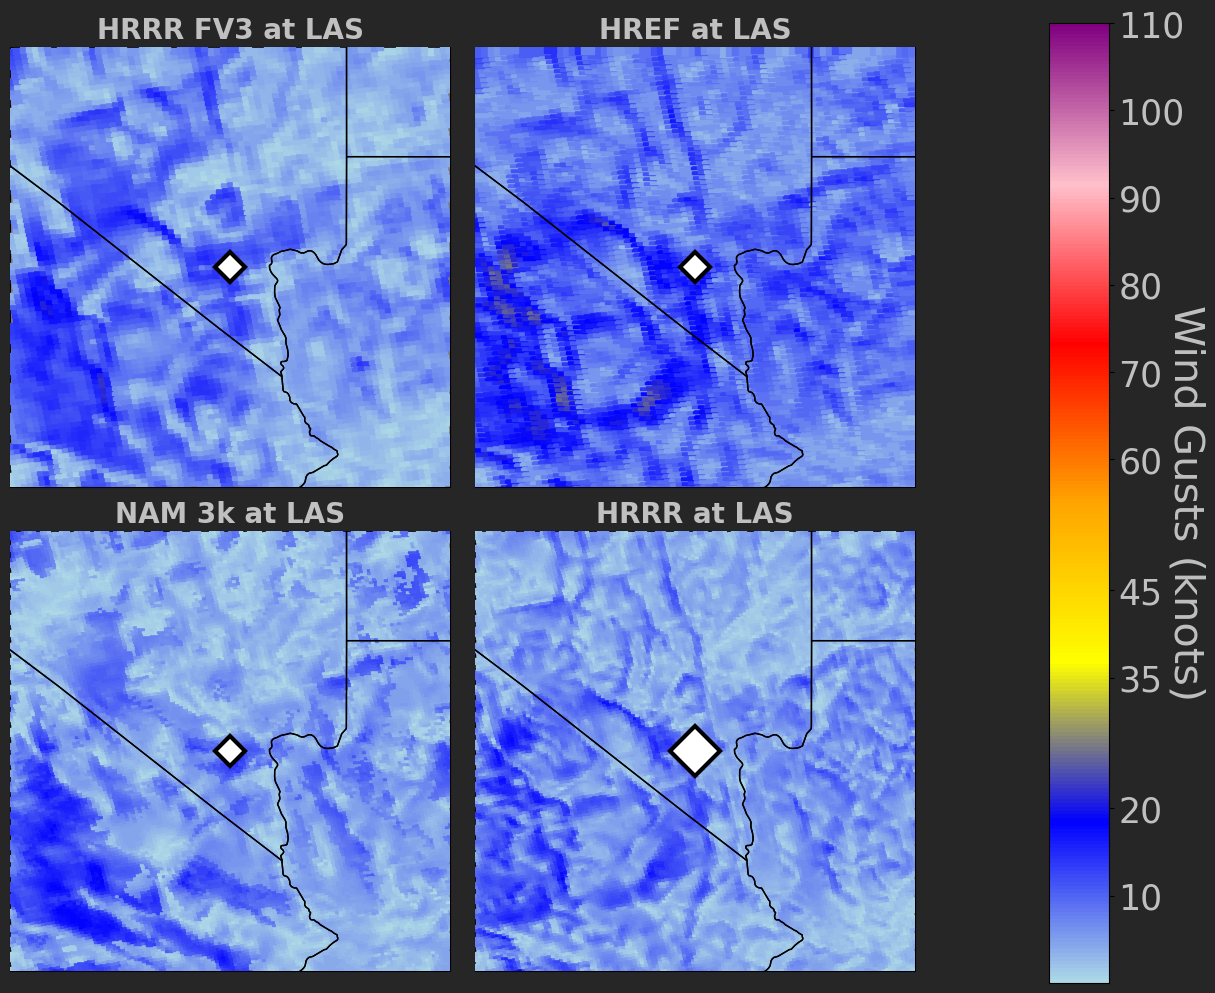 HRRR FV3 at LAS
HREF at LAS
NAM 3k at LAS
HRRR at LAS
110
100
90
80
70
60
45
35
20
10
Wind Gusts (knots)